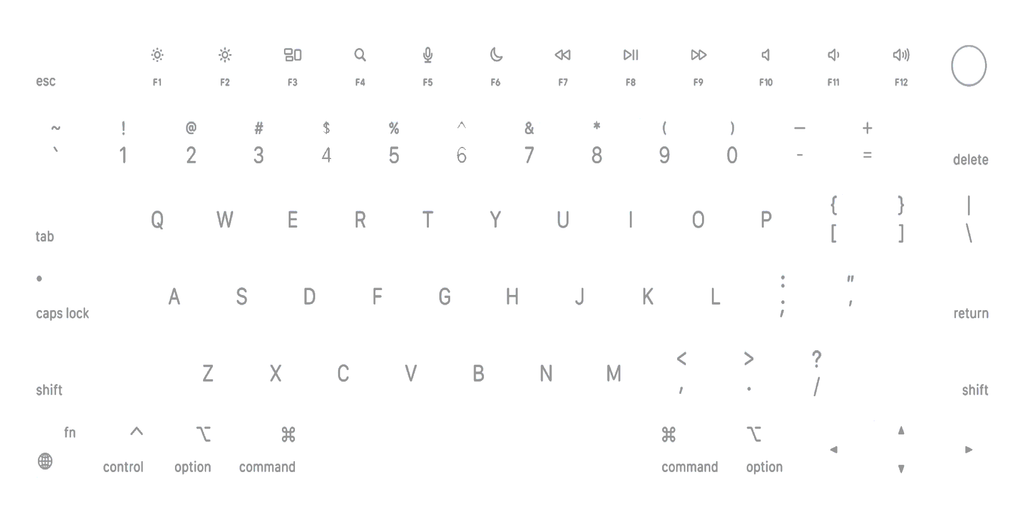 esc F1 F2 F3 F4 F5 F6 F7 F8 F9 F10 F11 F12
~ ! @ # $ % ^ & * ( ) — +
` 1 2 3 4 5 6 7 8 9 0 - = delete
tab Q W E R T Y U I O P { } |
[ ] \
caps lock A S D F G H J K L : "
; ' return
shift Z X C V B N M < > ?
, . / shift
fn ^ ⌥ ⌘ ⌘ ⌥
control option command command option